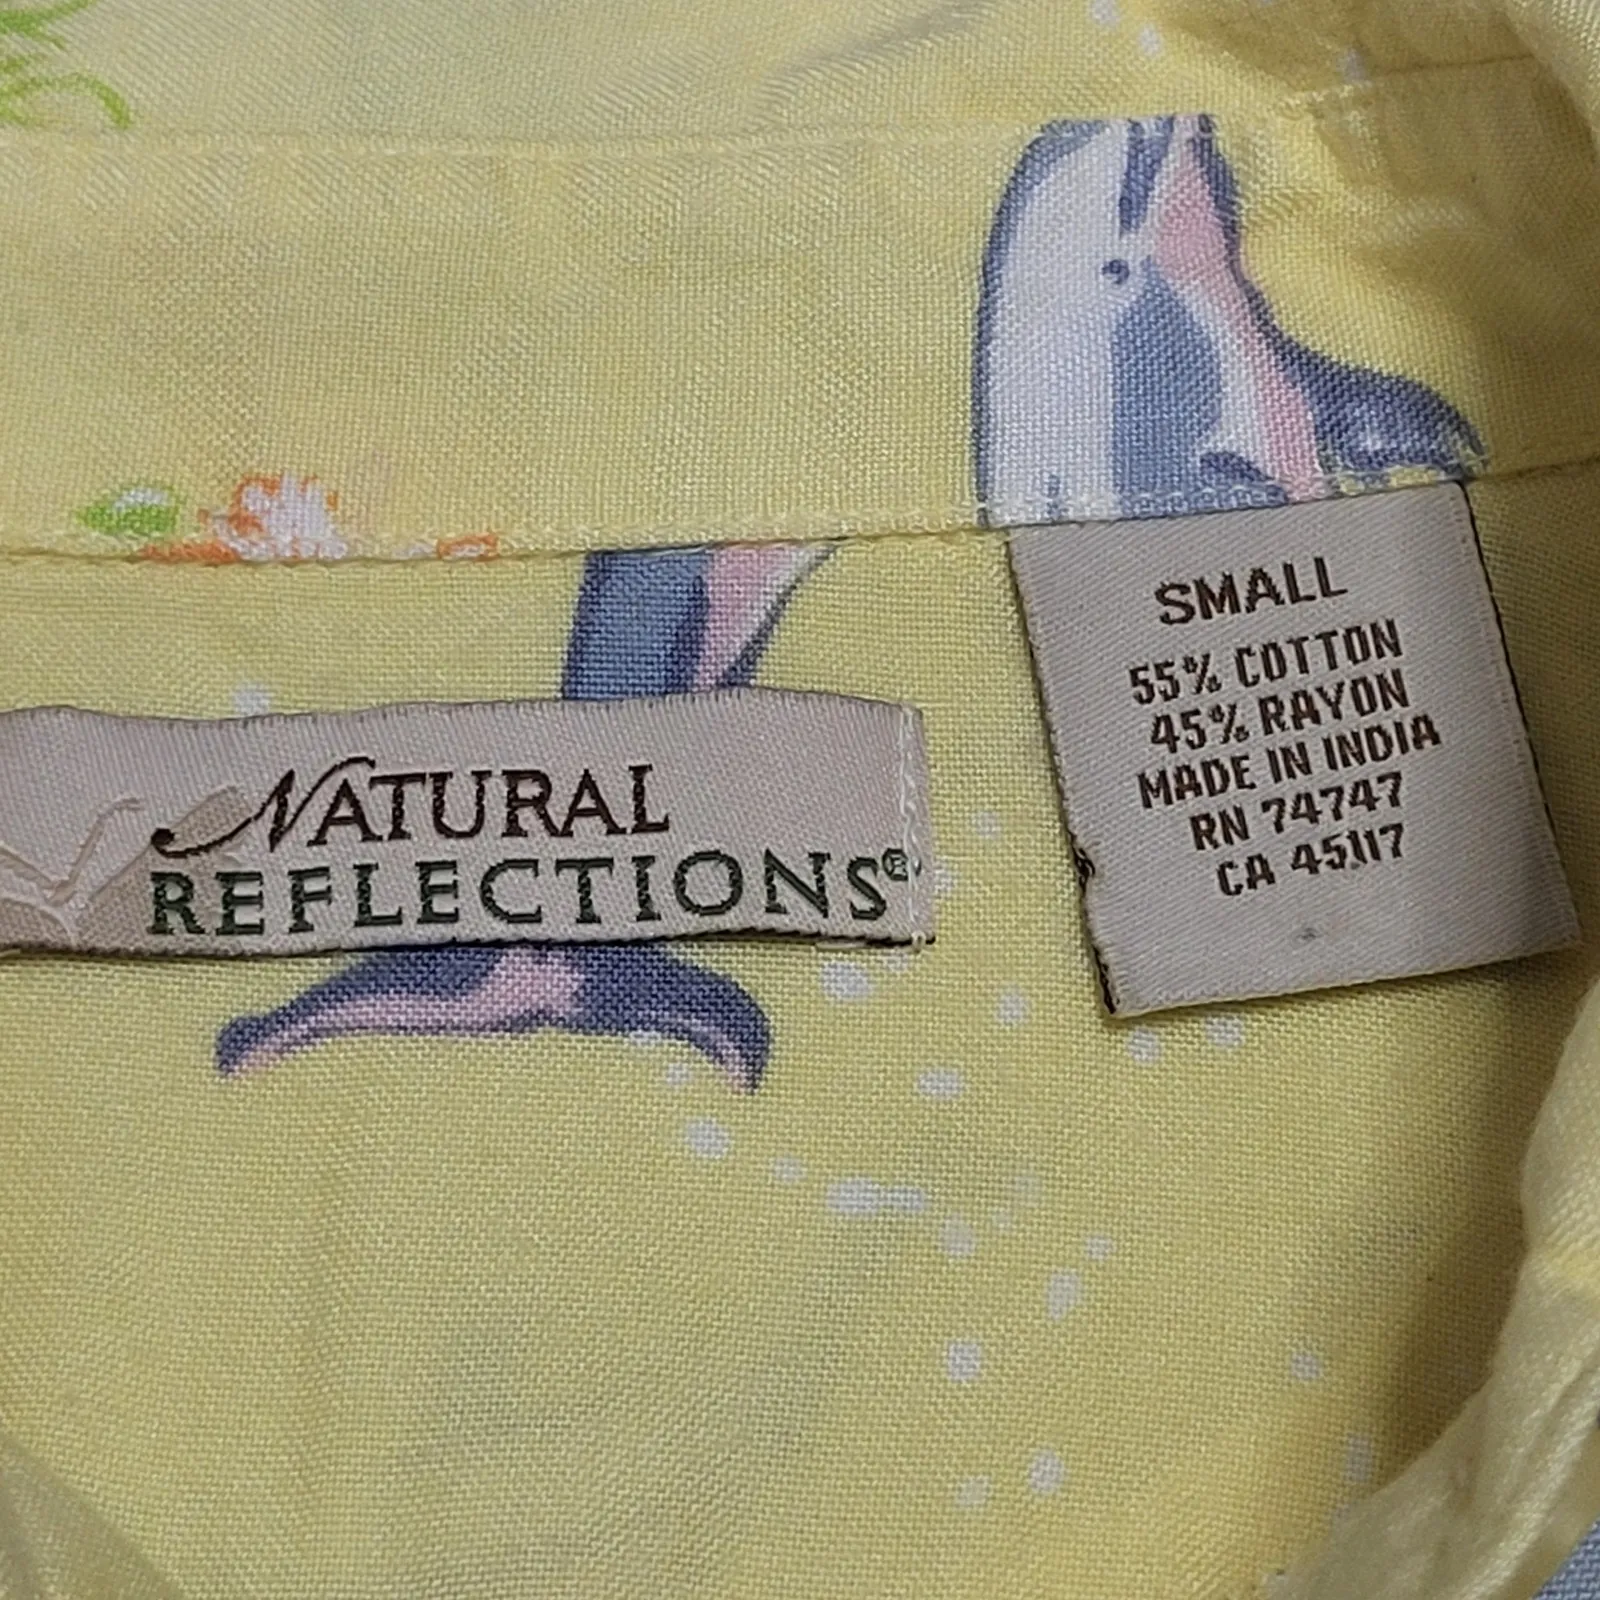 NATURAL
REFLECTIONS®
SMALL
55% COTTON
45% RAYON
MADE IN INDIA
RN 74747
CA 45117